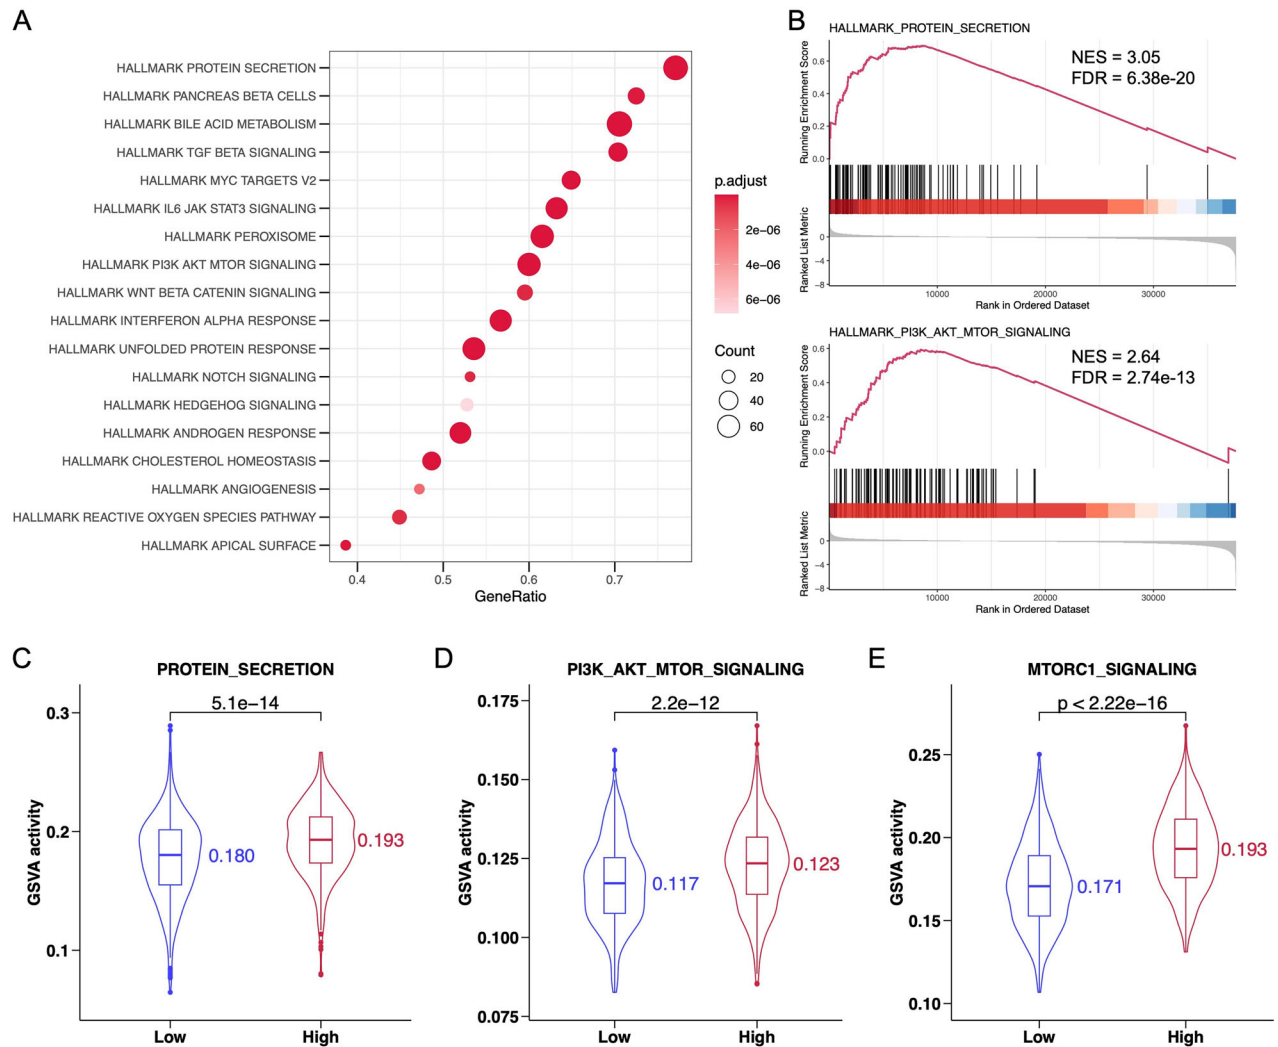 A
HALLMARK PROTEIN SECRETION
HALLMARK PANCREAS BETA CELLS
HALLMARK BILE ACID METABOLISM
HALLMARK TGF BETA SIGNALING
HALLMARK MYC TARGETS V2
HALLMARK IL6 JAK STAT3 SIGNALING
HALLMARK PEROXISOME
HALLMARK PI3K AKT MTOR SIGNALING
HALLMARK WNT BETA CATENIN SIGNALING
HALLMARK INTERFERON ALPHA RESPONSE
HALLMARK UNFOLDED PROTEIN RESPONSE
HALLMARK NOTCH SIGNALING
HALLMARK HEDGEHOG SIGNALING
HALLMARK ANDROGEN RESPONSE
HALLMARK CHOLESTEROL HOMEOSTASIS
HALLMARK ANGIOGENESIS
HALLMARK REACTIVE OXYGEN SPECIES PATHWAY
HALLMARK APICAL SURFACE
0.4 0.5 0.6 0.7
GeneRatio
p.adjust
2e−06
4e−06
6e−06
Count
20
40
60
B
HALLMARK_PROTEIN_SECRETION
NES = 3.05
FDR = 6.38e-20
Running Enrichment Score
0.6
0.4
0.2
0.0
Ranked List Metric
0
−4
−8
10000 20000 30000
Rank in Ordered Dataset
HALLMARK_PI3K_AKT_MTOR_SIGNALING
NES = 2.64
FDR = 2.74e-13
Running Enrichment Score
0.6
0.4
0.2
0.0
Ranked List Metric
0
−4
−8
10000 20000 30000
Rank in Ordered Dataset
C
PROTEIN_SECRETION
5.1e−14
GSVA activity
0.3
0.2
0.1
0.180
0.193
Low High
D
PI3K_AKT_MTOR_SIGNALING
2.2e−12
GSVA activity
0.175
0.150
0.125
0.100
0.075
0.117
0.123
Low High
E
MTORC1_SIGNALING
p < 2.22e−16
GSVA activity
0.25
0.20
0.15
0.10
0.171
0.193
Low High